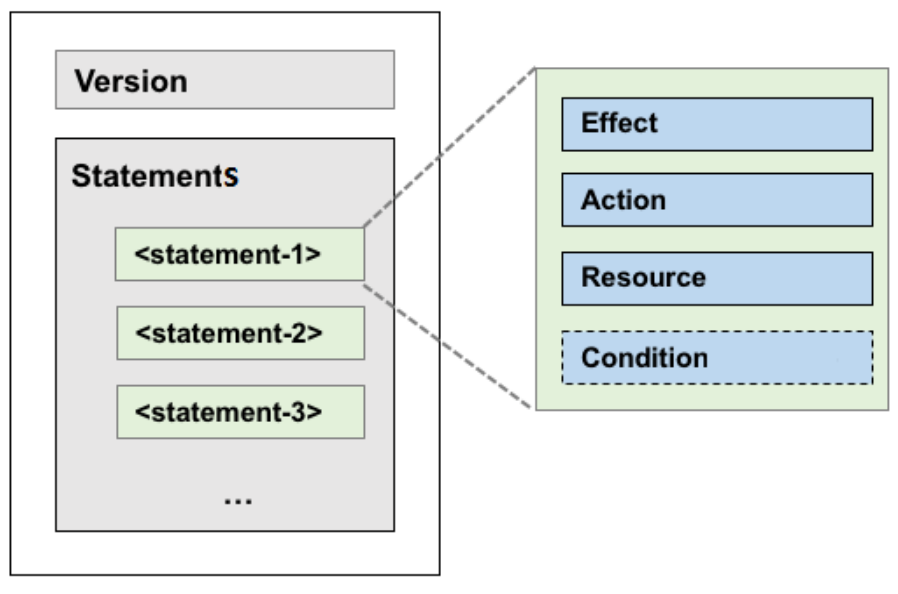 Version
Statements
<statement-1>
<statement-2>
<statement-3>
...
Effect
Action
Resource
Condition